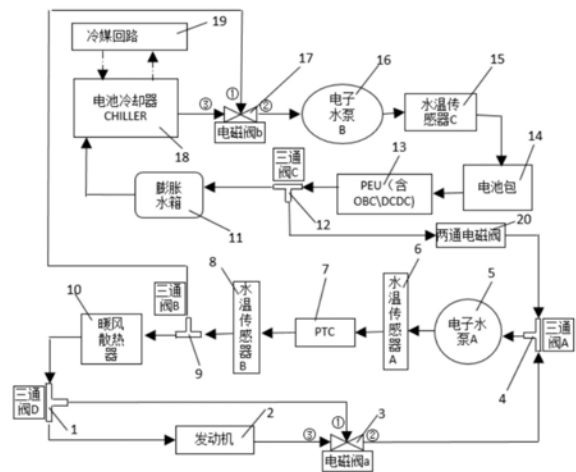 19
冷媒回路
17
16
15
①
电池冷却器
CHILLER
③
②
电子
水泵
B
水温传
感器C
电磁阀b
18
14
三通
阀C
13
膨胀
水箱
PEU（含
OBC\DCDC)
电池包
11
12
20
两通电磁阀
6
8
7
5
10
三通
阀B
水温传感器B
水温传感器A
暖风
散热
器
PTC
电子水
泵A
三通
阀A
9
4
三通
阀D
①
1
2
3
发动机
③
②
电磁阀a